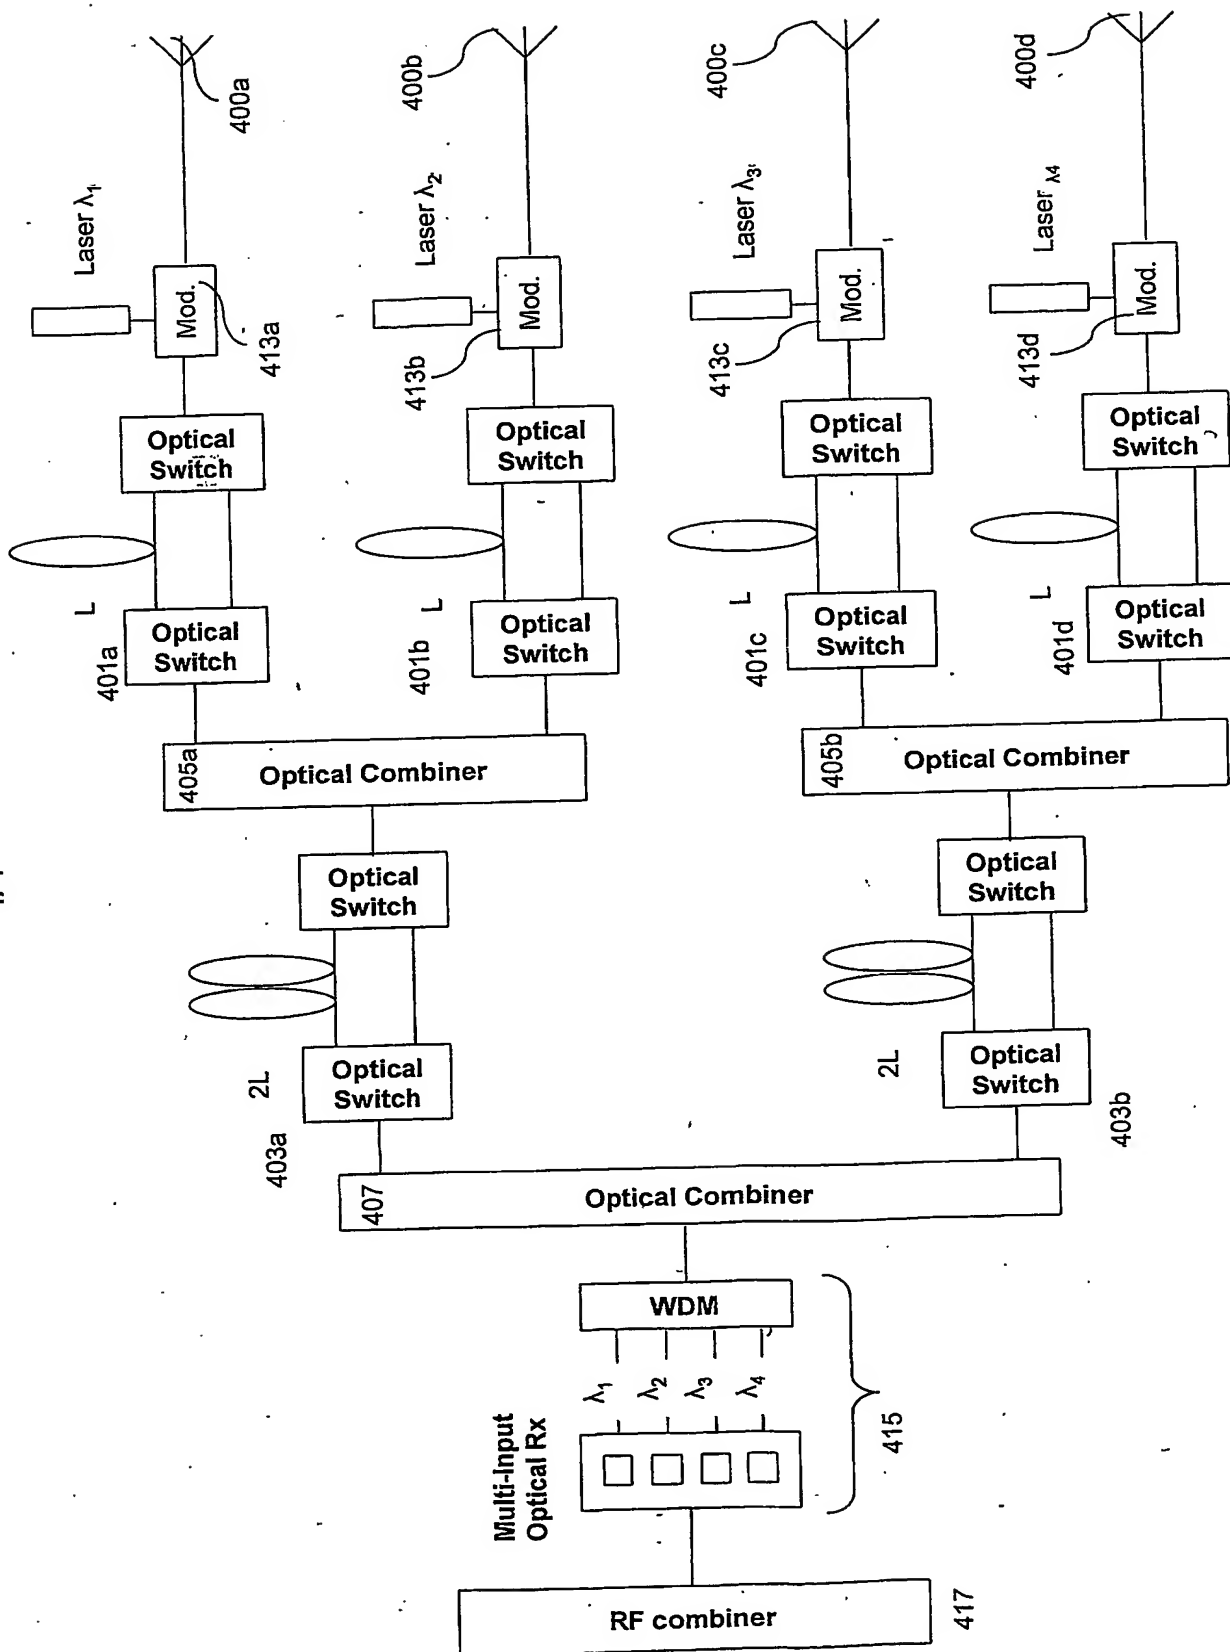 400a
400b
400c
400d
Laser λ1
Laser λ2
Laser λ3
Laser λ4
Mod.
Mod.
Mod.
Mod.
413a
413b
413c
413d
Optical
Switch
Optical
Switch
Optical
Switch
Optical
Switch
L
L
L
L
Optical
Switch
Optical
Switch
Optical
Switch
Optical
Switch
401a
401b
401c
401d
405a
Optical Combiner
405b
Optical Combiner
Optical
Switch
Optical
Switch
2L
2L
Optical
Switch
Optical
Switch
403a
403b
407
Optical Combiner
WDM
λ1
λ2
λ3
λ4
Multi-Input
Optical Rx
415
RF combiner
417